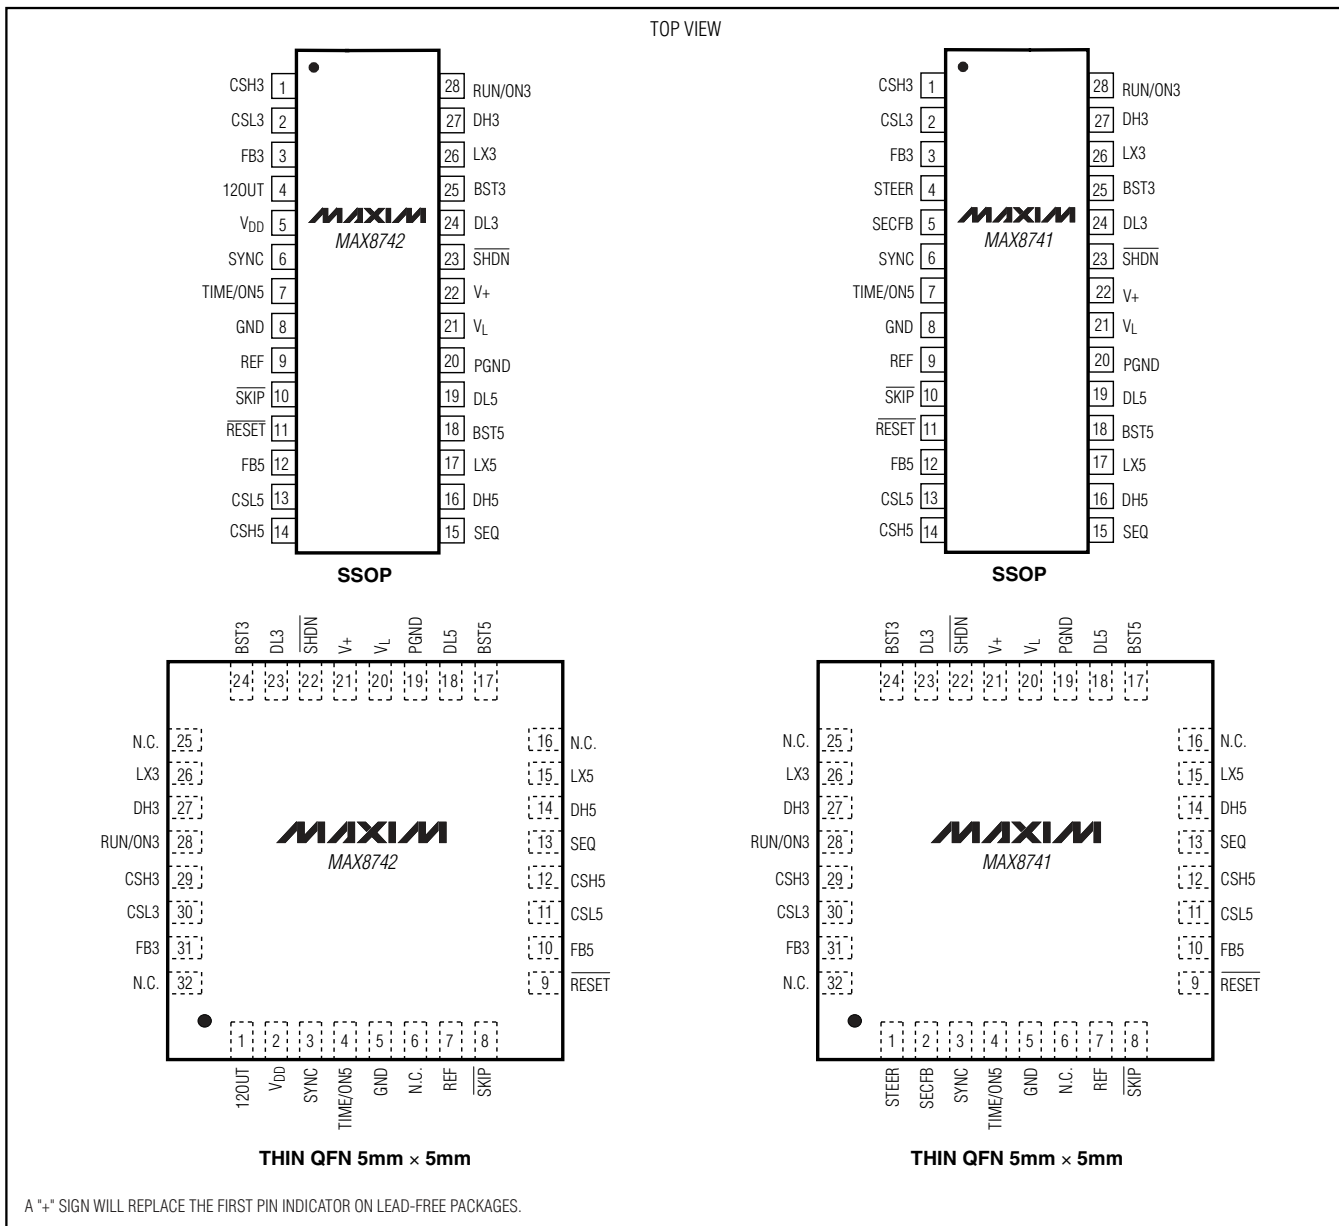 TOP VIEW
CSH3 1
CSL3 2
FB3 3
12OUT 4
VDD 5
SYNC 6
TIME/ON5 7
GND 8
REF 9
SKIP 10
RESET 11
FB5 12
CSL5 13
CSH5 14
MAXIM
MAX8742
28 RUN/ON3
27 DH3
26 LX3
25 BST3
24 DL3
23 SHDN
22 V+
21 VL
20 PGND
19 DL5
18 BST5
17 LX5
16 DH5
15 SEQ
SSOP
CSH3 1
CSL3 2
FB3 3
STEER 4
SECFB 5
SYNC 6
TIME/ON5 7
GND 8
REF 9
SKIP 10
RESET 11
FB5 12
CSL5 13
CSH5 14
MAXIM
MAX8741
28 RUN/ON3
27 DH3
26 LX3
25 BST3
24 DL3
23 SHDN
22 V+
21 VL
20 PGND
19 DL5
18 BST5
17 LX5
16 DH5
15 SEQ
SSOP
BST3 DL3 SHDN V+ VL PGND DL5 BST5
24 23 22 21 20 19 18 17
N.C. 25
LX3 26
DH3 27
RUN/ON3 28
CSH3 29
CSL3 30
FB3 31
N.C. 32
MAXIM
MAX8742
16 N.C.
15 LX5
14 DH5
13 SEQ
12 CSH5
11 CSL5
10 FB5
9 RESET
1 2 3 4 5 6 7 8
12OUT VDD SYNC TIME/ON5 GND N.C. REF SKIP
THIN QFN 5mm × 5mm
BST3 DL3 SHDN V+ VL PGND DL5 BST5
24 23 22 21 20 19 18 17
N.C. 25
LX3 26
DH3 27
RUN/ON3 28
CSH3 29
CSL3 30
FB3 31
N.C. 32
MAXIM
MAX8741
16 N.C.
15 LX5
14 DH5
13 SEQ
12 CSH5
11 CSL5
10 FB5
9 RESET
1 2 3 4 5 6 7 8
STEER SECFB SYNC TIME/ON5 GND N.C. REF SKIP
THIN QFN 5mm × 5mm
A "+" SIGN WILL REPLACE THE FIRST PIN INDICATOR ON LEAD-FREE PACKAGES.